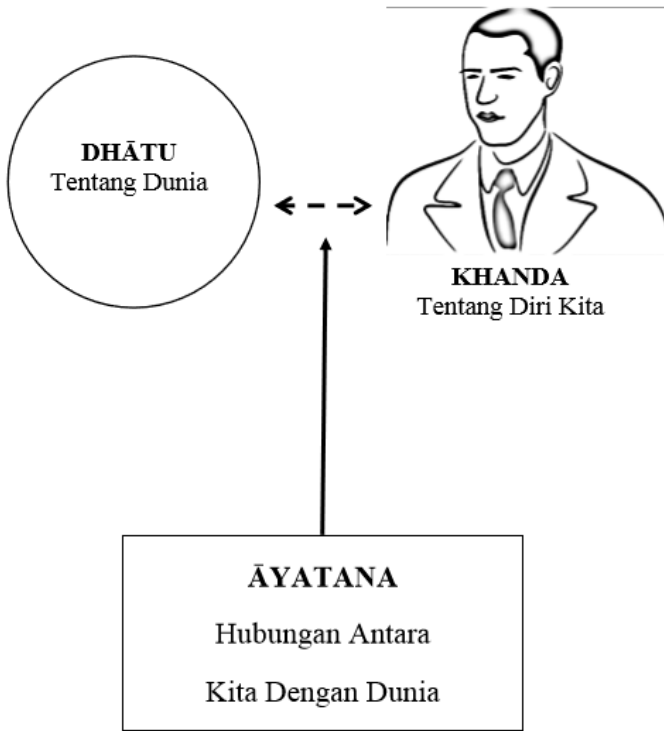 DHĀTU
Tentang Dunia
KHANDA
Tentang Diri Kita
ĀYATANA
Hubungan Antara
Kita Dengan Dunia